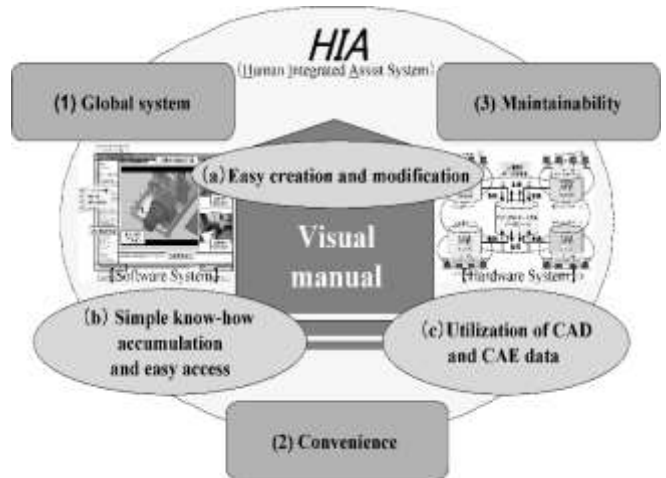 HIA
(Human Integrated Assist System)
(1) Global system
(3) Maintainability
(a) Easy creation and modification
Visual
manual
【Software System】
【Hardware System】
(b) Simple know-how
accumulation
and easy access
(c) Utilization of CAD
and CAE data
(2) Convenience